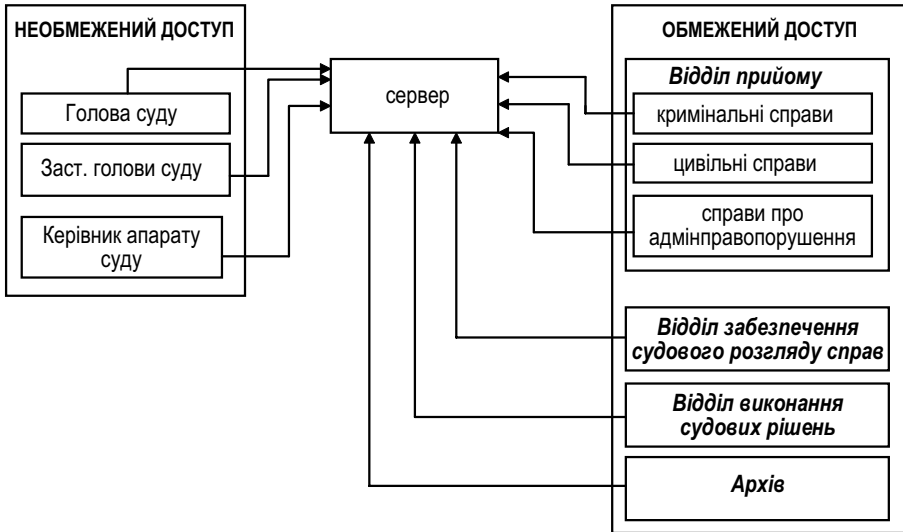 НЕОБМЕЖЕНИЙ ДОСТУП
Голова суду
Заст. голови суду
Керівник апарату
суду
сервер
ОБМЕЖЕНИЙ ДОСТУП
Відділ прийому
кримінальні справи
цивільні справи
справи про
адмінправопорушення
Відділ забезпечення
судового розгляду справ
Відділ виконання
судових рішень
Архів